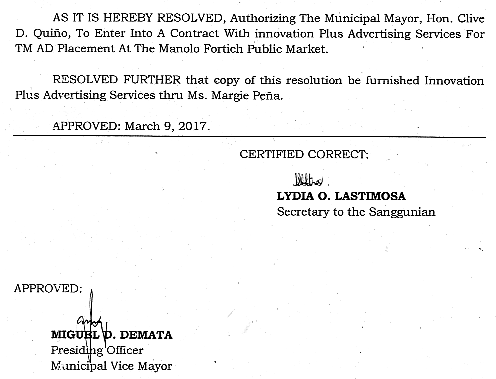 AS IT IS HEREBY RESOLVED, Authorizing The Municipal Mayor, Hon. Clive
D. Quiño, To Enter Into A Contract With innovation Plus Advertising Services For
TM AD Placement At The Manolo Fortich Public Market.
RESOLVED FURTHER that copy of this resolution be furnished Innovation
Plus Advertising Services thru Ms. Margie Peña.
APPROVED: March 9, 2017.
CERTIFIED CORRECT:
LYDIA O. LASTIMOSA
Secretary to the Sanggunian
APPROVED:
MIGUEL D. DEMATA
Presiding Officer
Municipal Vice Mayor